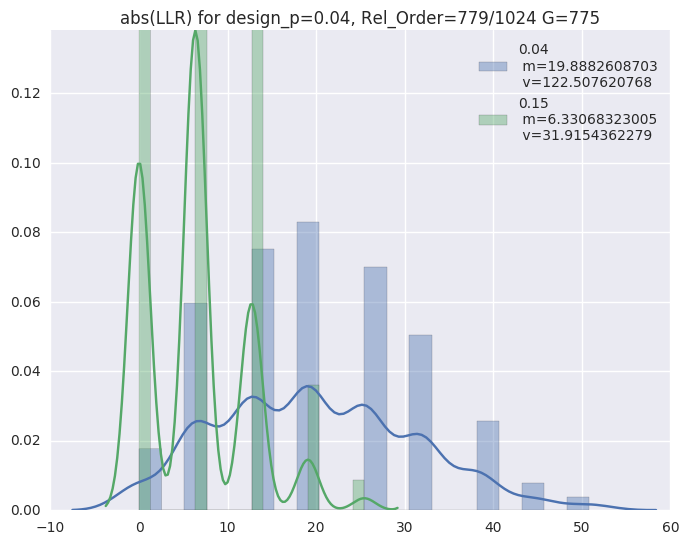 abs(LLR) for design_p=0.04, Rel_Order=779/1024 G=775
0.04
m=19.8882608703
v=122.507620768
0.15
m=6.33068323005
v=31.9154362279
0.12
0.10
0.08
0.06
0.04
0.02
0.00
-10 0 10 20 30 40 50 60